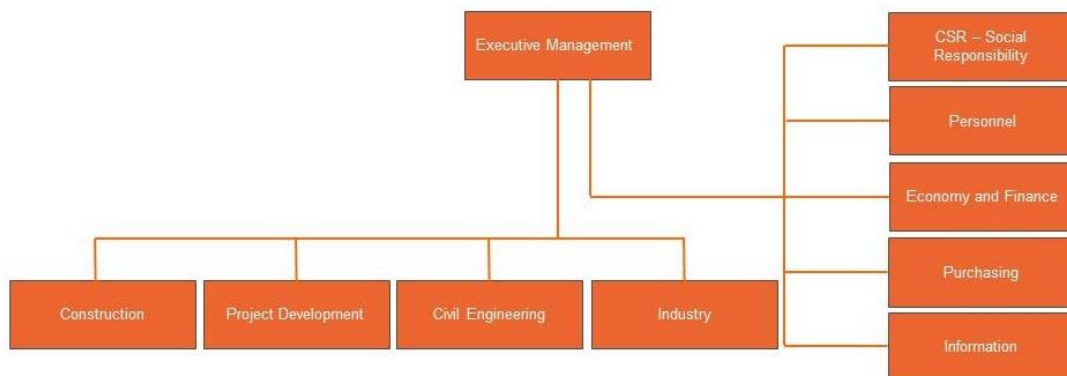 Executive Management
CSR – Social
Responsibility
Personnel
Economy and Finance
Purchasing
Information
Construction
Project Development
Civil Engineering
Industry